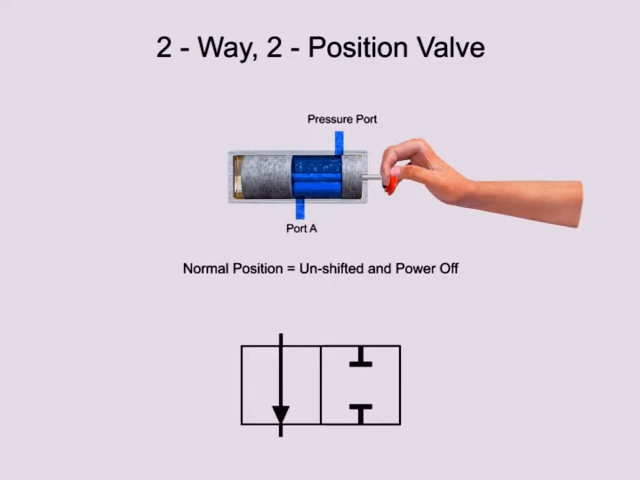 2 - Way, 2 - Position Valve
Pressure Port
Port A
Normal Position = Un-shifted and Power Off